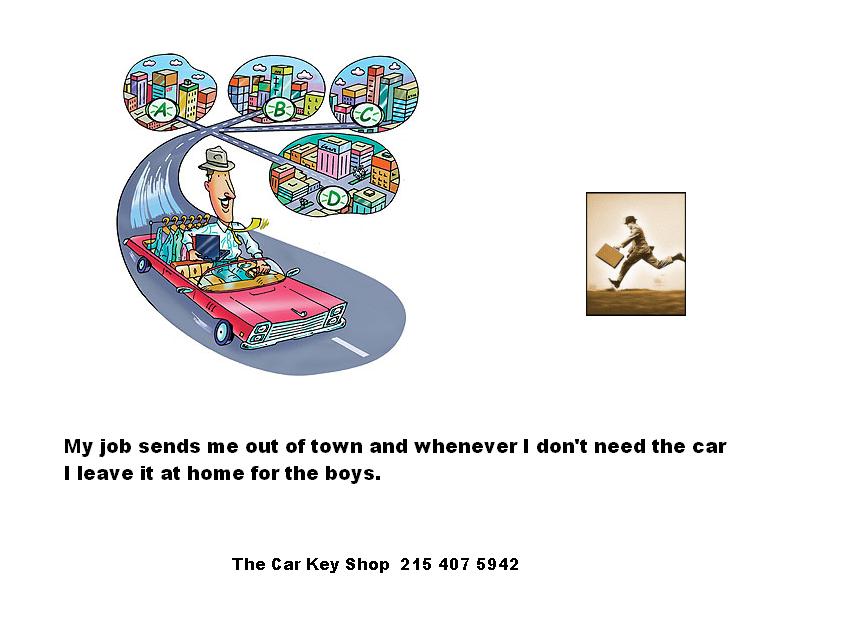 A
B
C
D
My job sends me out of town and whenever I don't need the car
I leave it at home for the boys.
The Car Key Shop 215 407 5942